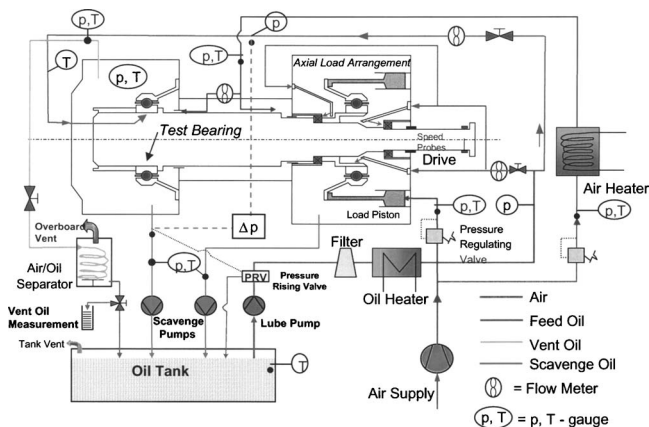 p, T
p
T
p, T
p,T
Axial Load Arrangement
Test Bearing
Speed
Probes
Drive
Air Heater
Load Piston
p,T
p
p,T
Pressure
Regulating
Valve
Overboard
Vent
Δp
Filter
Air/Oil
Separator
p,T
PRV
Pressure
Rising Valve
Oil Heater
Vent Oil
Measurement
Scavenge
Pumps
Lube Pump
Tank Vent
Oil Tank
T
Air Supply
Air
Feed Oil
Vent Oil
Scavenge Oil
= Flow Meter
p, T = p, T - gauge